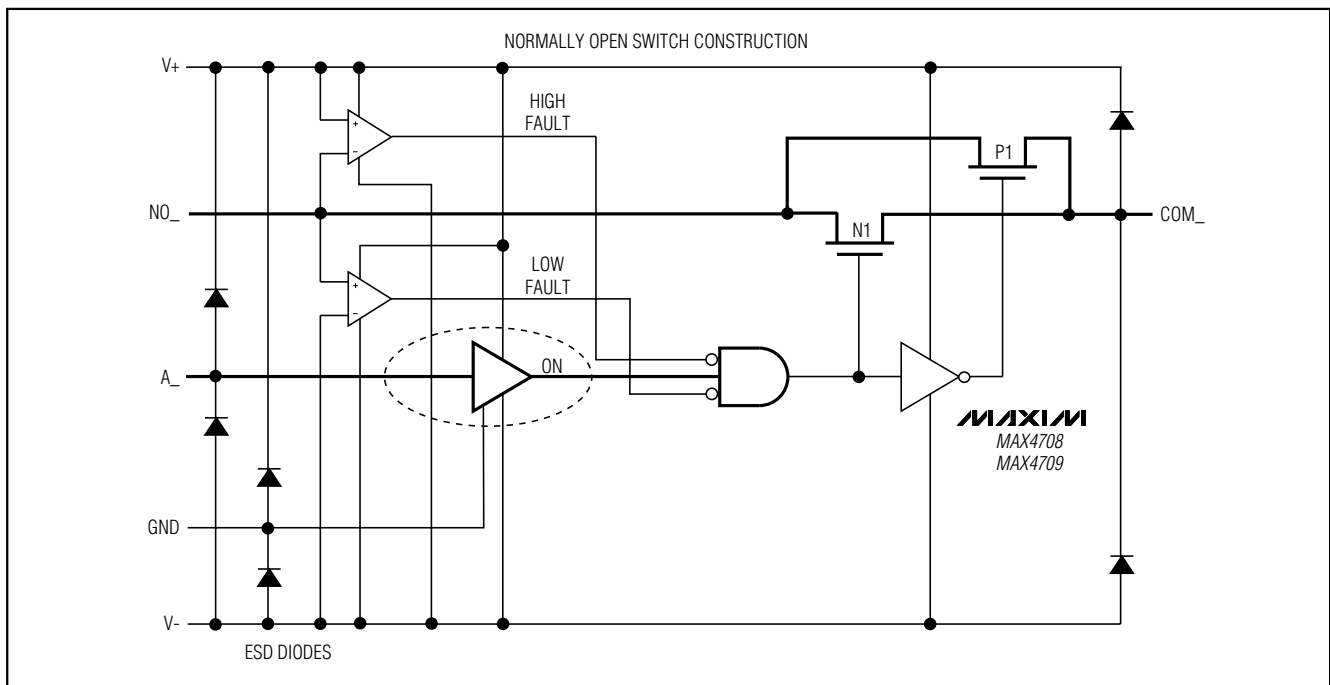 NORMALLY OPEN SWITCH CONSTRUCTION
V+
HIGH
FAULT
+
−
P1
NO_
COM_
N1
LOW
FAULT
+
−
ON
A_
MAXIM
MAX4708
MAX4709
GND
V-
ESD DIODES